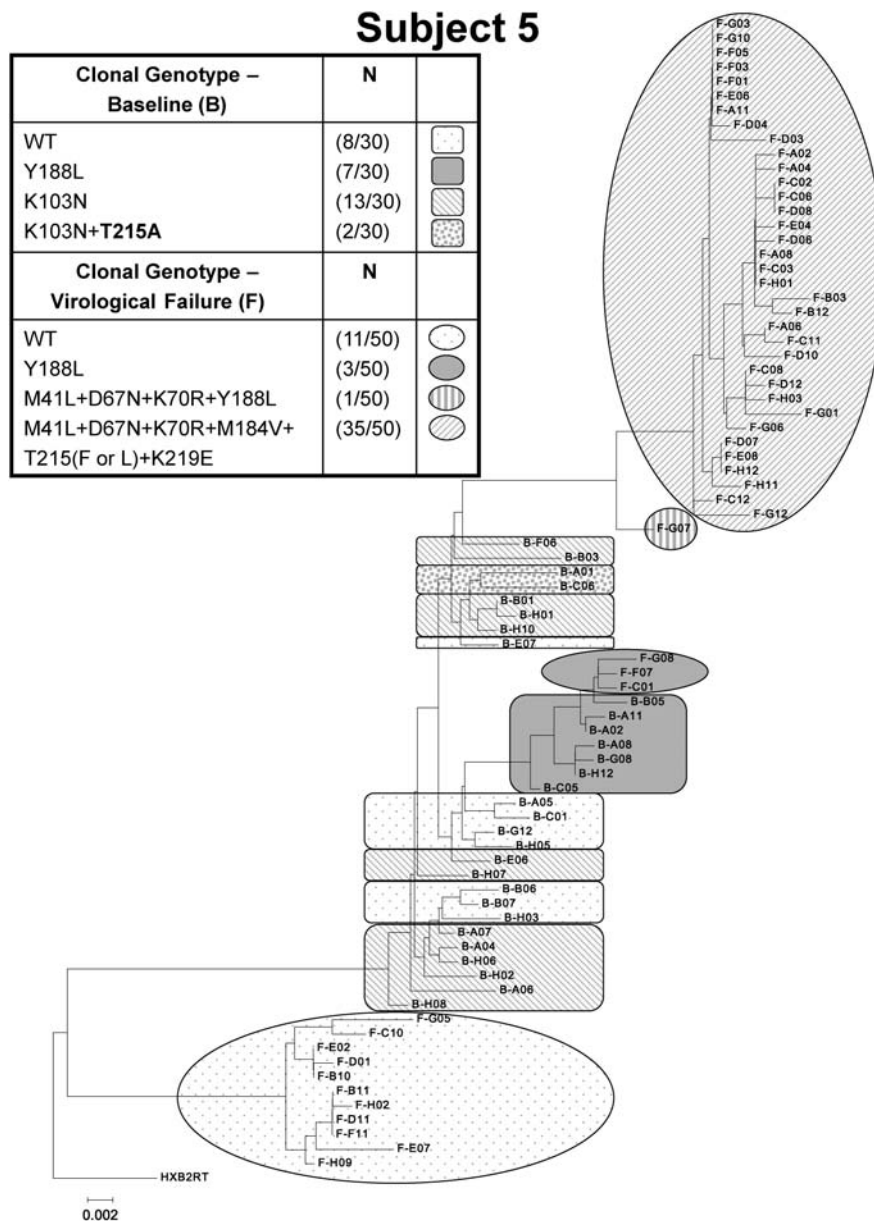 Subject 5
Clonal Genotype – N
Baseline (B)
WT (8/30)
Y188L (7/30)
K103N (13/30)
K103N+T215A (2/30)
Clonal Genotype – N
Virological Failure (F)
WT (11/50)
Y188L (3/50)
M41L+D67N+K70R+Y188L (1/50)
M41L+D67N+K70R+M184V+ (35/50)
T215(F or L)+K219E
F-G03
F-G10
F-F05
F-F03
F-F01
F-E06
F-A11
F-D04
F-D03
F-A02
F-A04
F-C02
F-C06
F-D08
F-E04
F-D06
F-A08
F-C03
F-H01
F-B03
F-B12
F-A06
F-C11
F-D10
F-C08
F-D12
F-H03
F-G01
F-G06
F-D07
F-E08
F-H12
F-H11
F-C12
F-G12
F-G07
B-F06
B-B03
B-A01
B-C06
B-B01
B-H01
B-H10
B-E07
F-G08
F-F07
F-C01
B-B05
B-A11
B-A02
B-A08
B-G08
B-H12
B-C05
B-A05
B-C01
B-G12
B-H05
B-E06
B-H07
B-B06
B-B07
B-H03
B-A07
B-A04
B-H06
B-H02
B-A06
B-H08
F-G05
F-C10
F-E02
F-D01
F-B10
F-B11
F-H02
F-D11
F-F11
F-E07
F-H09
HXB2RT
0.002